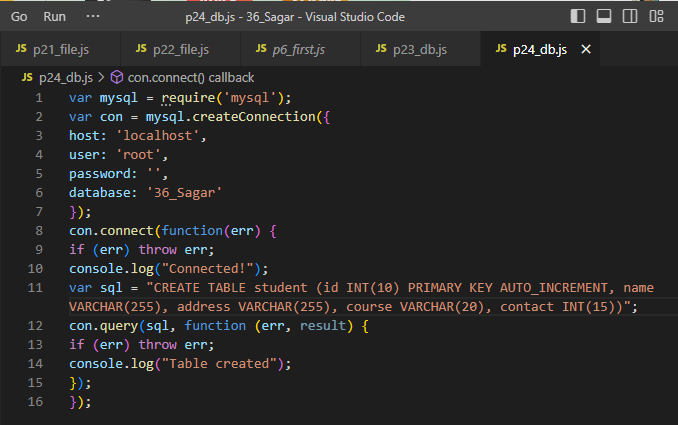 Go Run ··· p24_db.js - 36_Sagar - Visual Studio Code
JS p21_file.js JS p22_file.js JS p6_first.js JS p23_db.js JS p24_db.js ×
JS p24_db.js > con.connect() callback
1 var mysql = require('mysql');
2 var con = mysql.createConnection({
3 host: 'localhost',
4 user: 'root',
5 password: '',
6 database: '36_Sagar'
7 });
8 con.connect(function(err) {
9 if (err) throw err;
10 console.log("Connected!");
11 var sql = "CREATE TABLE student (id INT(10) PRIMARY KEY AUTO_INCREMENT, name
VARCHAR(255), address VARCHAR(255), course VARCHAR(20), contact INT(15))";
12 con.query(sql, function (err, result) {
13 if (err) throw err;
14 console.log("Table created");
15 });
16 });